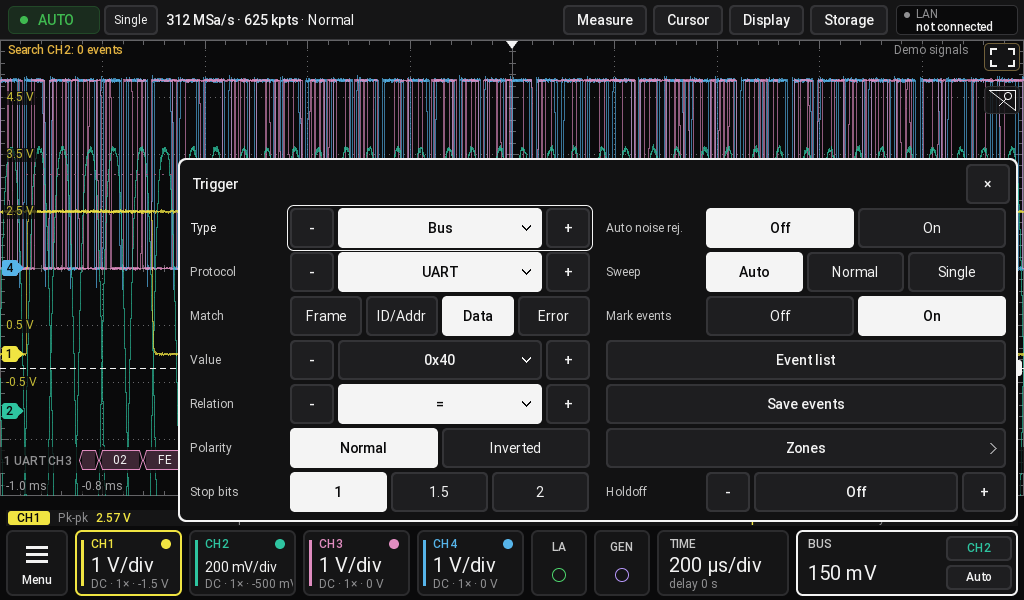 AUTO Single 312 MSa/s · 625 kpts · Normal Measure Cursor Display Storage LAN not connected
Search CH2: 0 events Demo signals
4.5 V
3.5 V
Trigger ×
2.5 V
Type - Bus + Auto noise rej. Off On
4 Protocol - UART + Sweep Auto Normal Single
Match Frame ID/Addr Data Error Mark events Off On
0.5 V
1 Value - 0x40 + Event list
-0.5 V
2 Relation - = + Save events
Polarity Normal Inverted Zones
1 UART CH3 02 FE
-1.0 ms -0.8 ms
Stop bits 1 1.5 2 Holdoff - Off +
CH1 Pk-pk 2.57 V
Menu
CH1 1 V/div DC · 1× · -1.5 V
CH2 200 mV/div DC · 1× · -500 mV
CH3 1 V/div DC · 1× · 0 V
CH4 1 V/div DC · 1× · 0 V
LA
GEN
TIME 200 µs/div delay 0 s
BUS 150 mV CH2 Auto